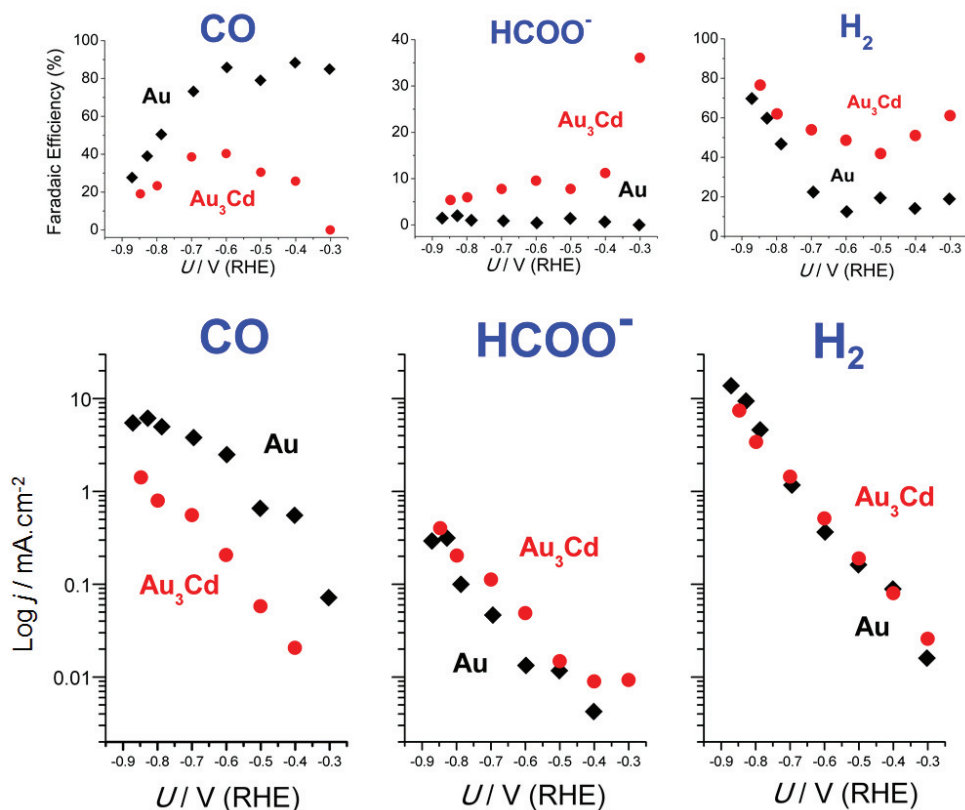 CO
HCOO⁻
H₂
Faradaic Efficiency (%)
100
80
60
40
20
0
Au
Au₃Cd
-0.9 -0.8 -0.7 -0.6 -0.5 -0.4 -0.3
U / V (RHE)
40
30
20
10
0
Au₃Cd
Au
-0.9 -0.8 -0.7 -0.6 -0.5 -0.4 -0.3
U / V (RHE)
100
80
60
40
20
0
Au₃Cd
Au
-0.9 -0.8 -0.7 -0.6 -0.5 -0.4 -0.3
U / V (RHE)
CO
HCOO⁻
H₂
Log j / mA.cm⁻²
10
1
0.1
0.01
Au
Au₃Cd
-0.9 -0.8 -0.7 -0.6 -0.5 -0.4 -0.3
U / V (RHE)
Au₃Cd
Au
-0.9 -0.8 -0.7 -0.6 -0.5 -0.4 -0.3
U / V (RHE)
Au₃Cd
Au
-0.9 -0.8 -0.7 -0.6 -0.5 -0.4 -0.3
U / V (RHE)